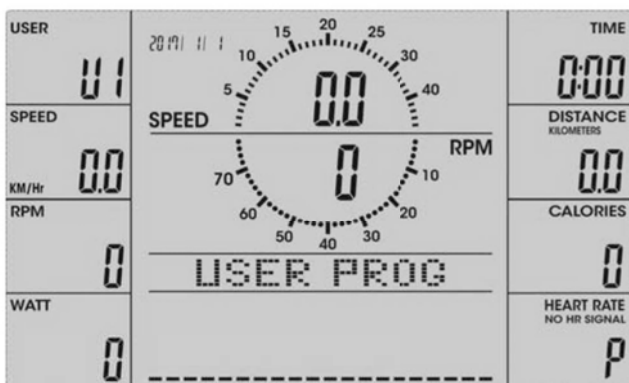 USER
U1
SPEED
KM/Hr 0.0
RPM
0
WATT
0
2017/ 1/ 1
5 10 15 20 25 30 40
0.0
SPEED
RPM
0
70 60 50 40 30 20 10
USER PROG
TIME
0:00
DISTANCE
KILOMETERS
0.0
CALORIES
0
HEART RATE
NO HR SIGNAL
P